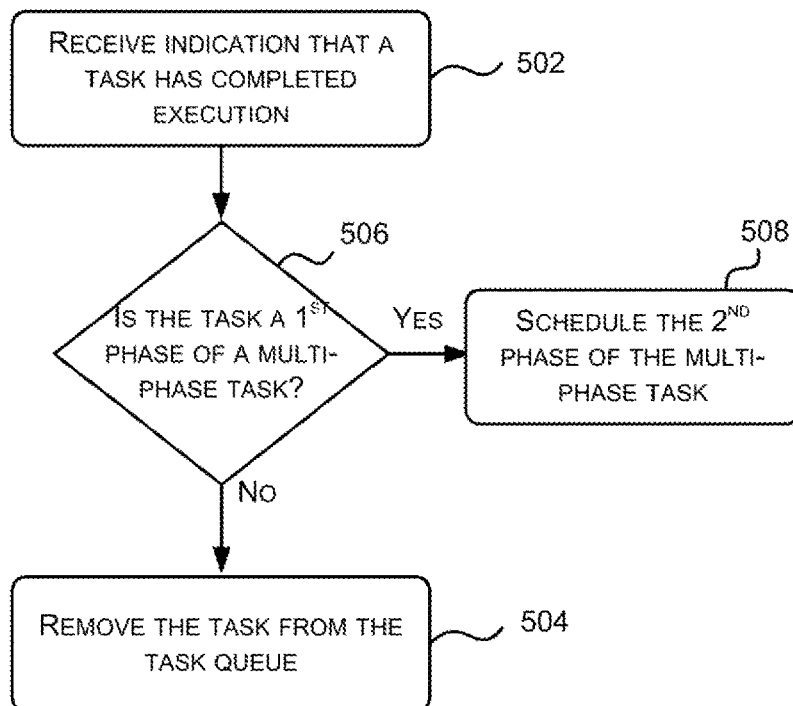 RECEIVE INDICATION THAT A
TASK HAS COMPLETED
EXECUTION
502
506
IS THE TASK A 1ST
PHASE OF A MULTI-
PHASE TASK?
YES
508
SCHEDULE THE 2ND
PHASE OF THE MULTI-
PHASE TASK
NO
REMOVE THE TASK FROM THE
TASK QUEUE
504